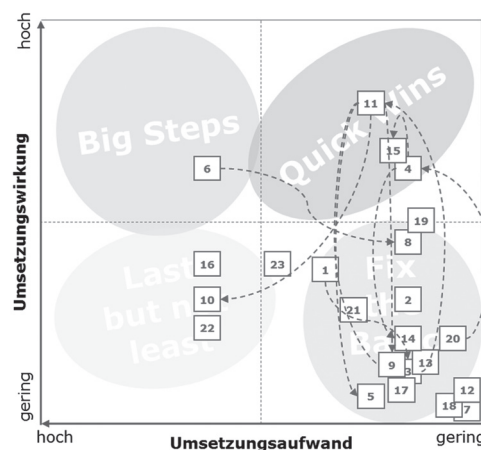 hoch
Umsetzungswirkung
gering
Big Steps
Quick Wins
11
15
6
4
19
8
16
23
1
Last
but not
least
Fix
the
Basic
10
2
21
22
14
20
9
13
3
5
17
12
18
7
hoch
Umsetzungsaufwand
gering